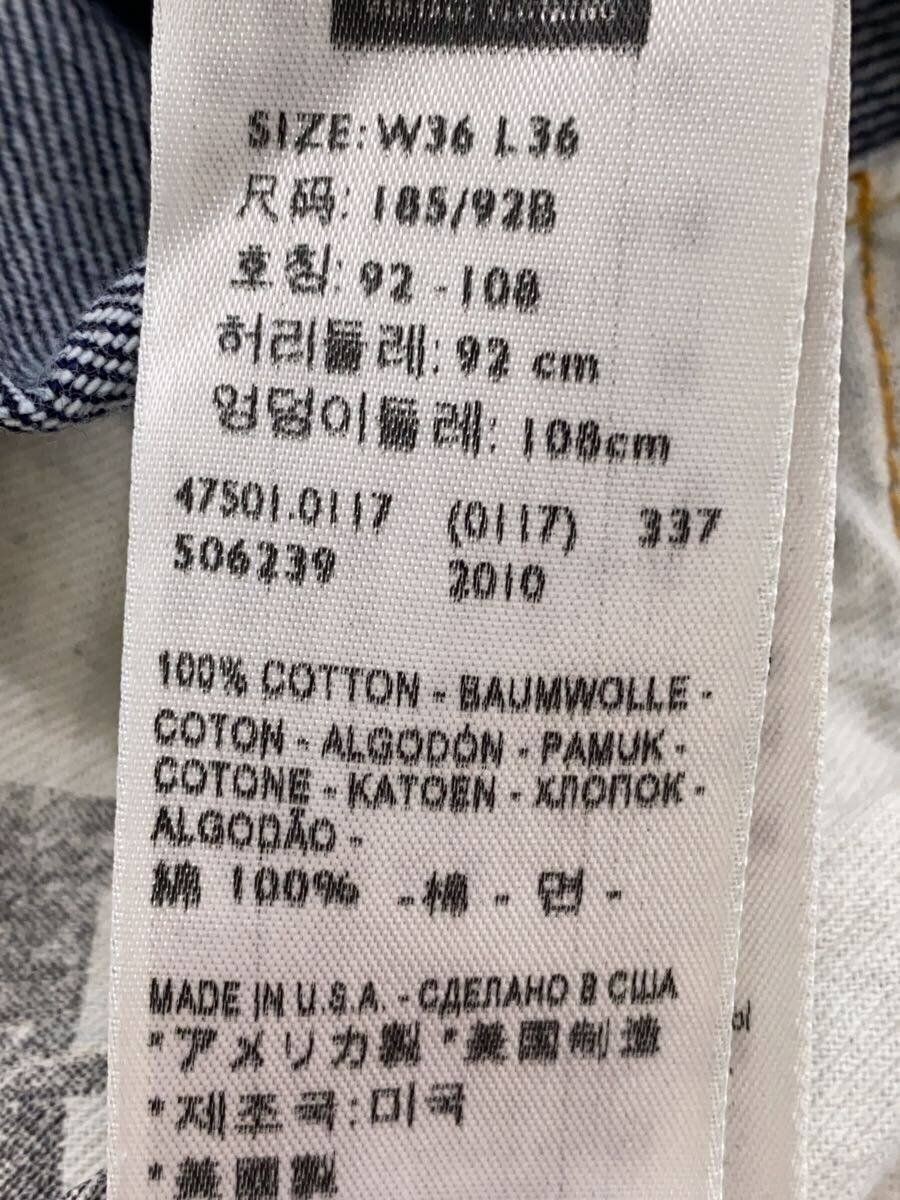 VINTAGE CLOTHING
SIZE: W36 L36
尺码: 185/92B
호칭: 92 -108
허리둘레: 92 cm
엉덩이둘레: 108cm
47501.0117 (0117) 337
506239 2010
100% COTTON - BAUMWOLLE -
COTON - ALGODÓN - PAMUK -
COTONE - KATOEN - ХЛОПОК -
ALGODÃO -
綿 100% -棉 - 면 -
MADE IN U.S.A. - СДЕЛАНО В США
*アメリカ製 *美國制造
*제조국:미국
*美國製